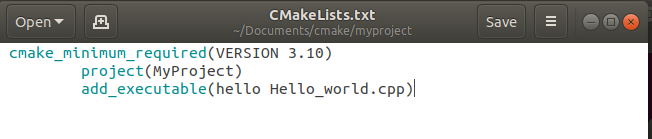 Open CMakeLists.txt Save
~/Documents/cmake/myproject
cmake_minimum_required(VERSION 3.10)
project(MyProject)
add_executable(hello Hello_world.cpp)